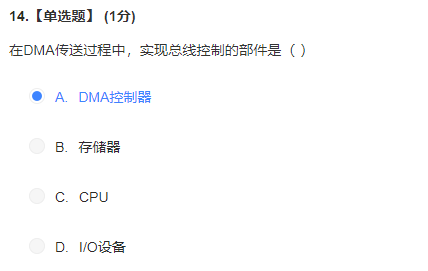 14.【单选题】 (1分)
在DMA传送过程中，实现总线控制的部件是（ ）
A. DMA控制器
B. 存储器
C. CPU
D. I/O设备